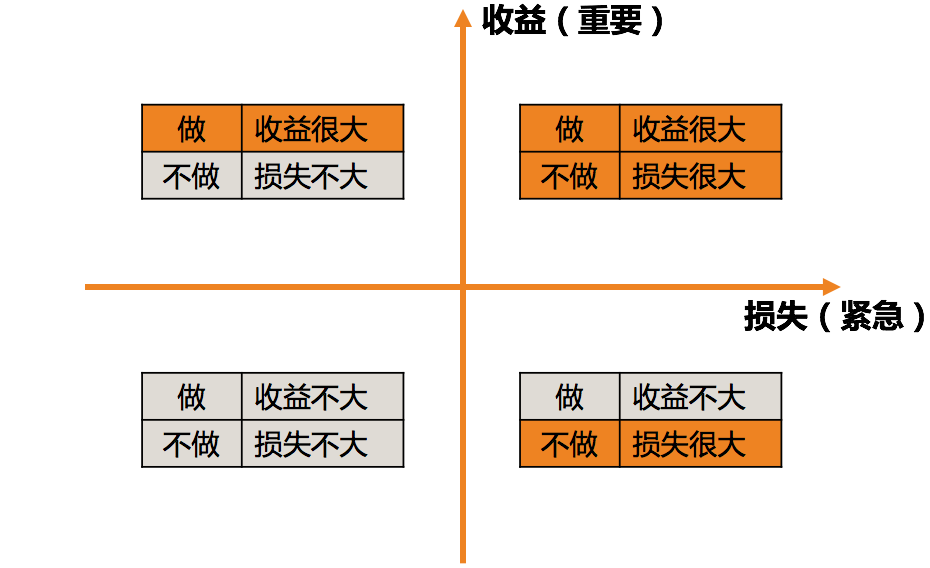 收益（重要）
做 收益很大
不做 损失不大
做 收益很大
不做 损失很大
损失（紧急）
做 收益不大
不做 损失不大
做 收益不大
不做 损失很大